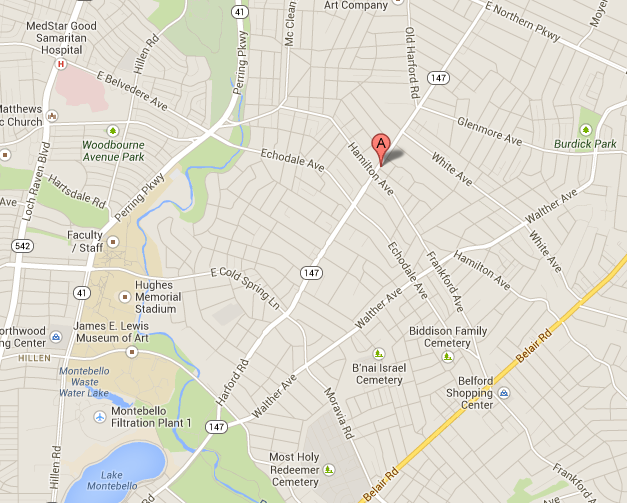 41
E Northern Pkwy
Moyer
Art Company
MedStar Good
Samaritan
Hospital
H
Hillen Rd
Perring Pkwy
Mc Clean
Old Harford Rd
147
E Belvedere Ave
Matthews
c Church
Woodbourne
Avenue Park
Glenmore Ave
Burdick Park
A
Hamilton Ave
Echodale Ave
White Ave
Loch Raven Blvd
Hartsdale Rd
Perring Pkwy
Walther Ave
Faculty
/ Staff
542
White Ave
Echodale Ave
Frankford Ave
Hamilton Ave
E Cold Spring Ln
147
Hughes
Memorial
Stadium
41
Walther Ave
Northwood
ng Center
HILLEN
James E. Lewis
Museum of Art
Biddison Family
Cemetery
Belair Rd
Montebello
Waste
Water Lake
B'nai Israel
Cemetery
Harford Rd
Walther Ave
Belford
Shopping
Center
Montebello
Filtration Plant 1
147
Moravia Rd
Hillen Rd
Lake
Montebello
Most Holy
Redeemer
Cemetery
Belair Rd
Frankford Ave
Rd